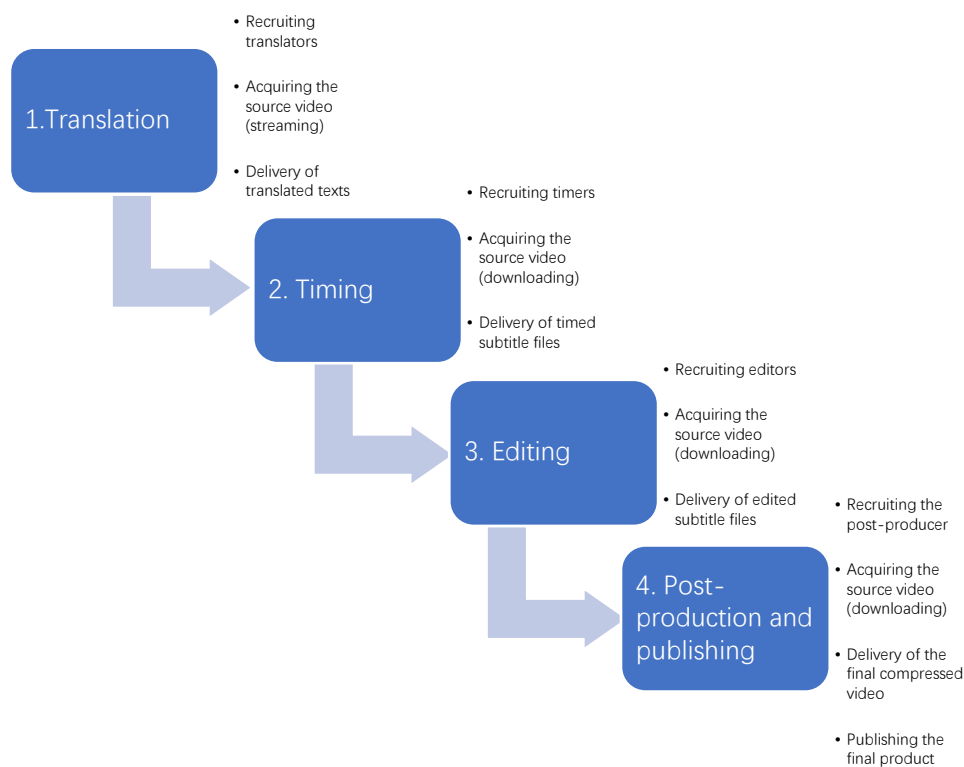 1.Translation
• Recruiting
translators
• Acquiring the
source video
(streaming)
• Delivery of
translated texts
2. Timing
• Recruiting timers
• Acquiring the
source video
(downloading)
• Delivery of timed
subtitle files
3. Editing
• Recruiting editors
• Acquiring the
source video
(downloading)
• Delivery of edited
subtitle files
4. Post-
production and
publishing
• Recruiting the
post-producer
• Acquiring the
source video
(downloading)
• Delivery of the
final compressed
video
• Publishing the
final product